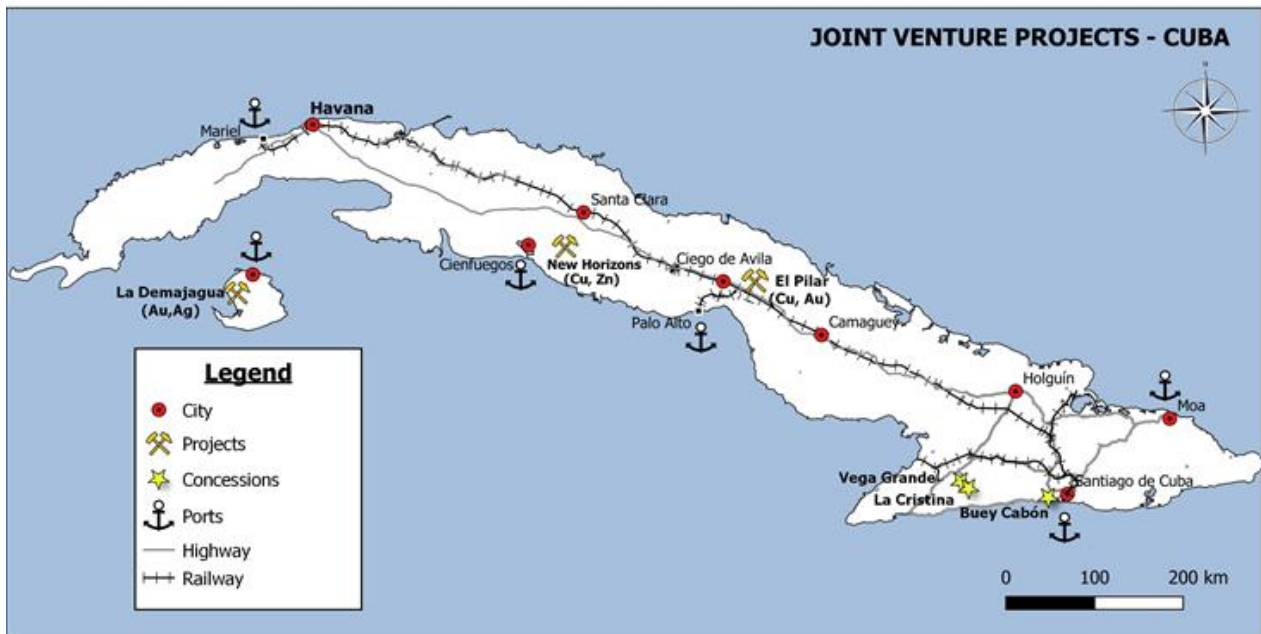 JOINT VENTURE PROJECTS - CUBA
N
Havana
Mariel
Santa Clara
Cienfuegos
New Horizons
(Cu, Zn)
Ciego de Avila
El Pilar
(Cu, Au)
La Demajagua
(Au,Ag)
Palo Alto
Camaguey
Holguín
Moa
Vega Grande
La Cristina
Santiago de Cuba
Buey Cabón
Legend
City
Projects
Concessions
Ports
Highway
Railway
0 100 200 km